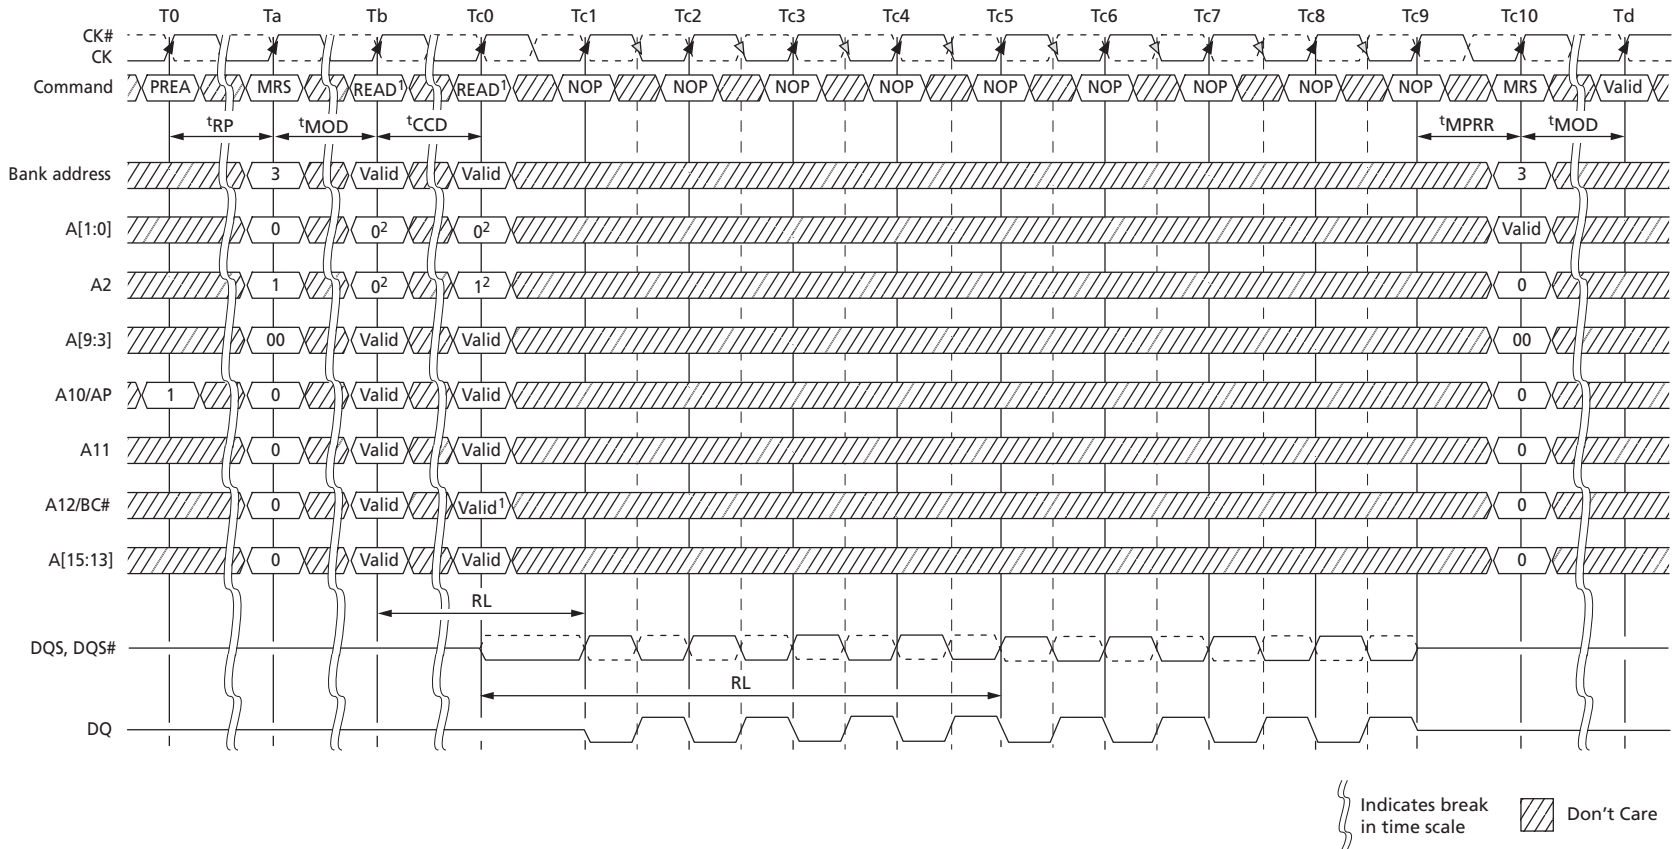 T0 Ta Tb Tc0 Tc1 Tc2 Tc3 Tc4 Tc5 Tc6 Tc7 Tc8 Tc9 Tc10 Td
CK#
CK
Command PREA MRS READ1 READ1 NOP NOP NOP NOP NOP NOP NOP NOP NOP MRS Valid
tRP tMOD tCCD tMPRR tMOD
Bank address 3 Valid Valid 3
A[1:0] 0 02 02 Valid
A2 1 02 12 0
A[9:3] 00 Valid Valid 00
A10/AP 1 0 Valid Valid 0
A11 0 Valid Valid 0
A12/BC# 0 Valid Valid1 0
A[15:13] 0 Valid Valid 0
RL
DQS, DQS#
RL
DQ
Indicates break
in time scale
Don't Care